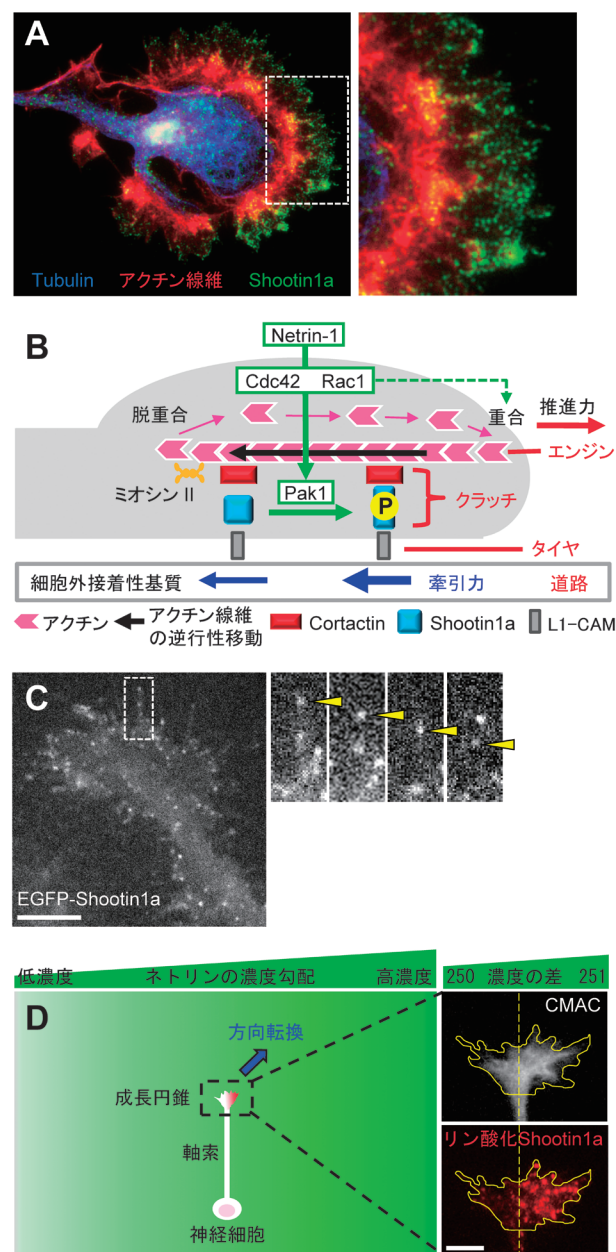 A
Tubulin アクチン線維 Shootin1a
B
Netrin-1
Cdc42 Rac1
脱重合
重合
推進力
エンジン
ミオシンⅡ
Pak1
P
クラッチ
タイヤ
細胞外接着性基質
牽引力
道路
アクチン
アクチン線維
の逆行性移動
Cortactin
Shootin1a
L1-CAM
C
EGFP-Shootin1a
低濃度 ネトリンの濃度勾配 高濃度
250 濃度の差 251
D
CMAC
方向転換
成長円錐
軸索
神経細胞
リン酸化Shootin1a